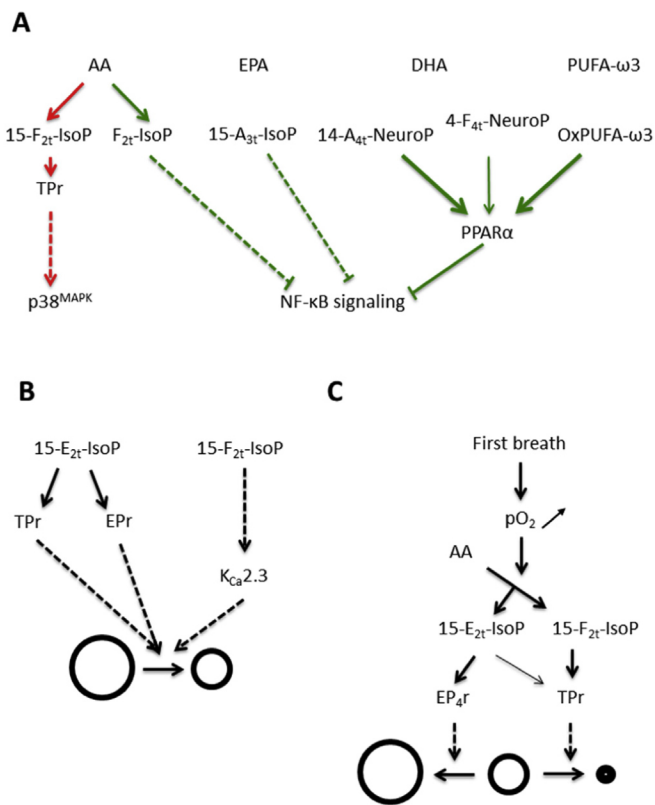 A
AA EPA DHA PUFA-ω3
15-F2t-IsoP F2t-IsoP 15-A3t-IsoP 14-A4t-NeuroP 4-F4t-NeuroP OxPUFA-ω3
TPr
PPARα
p38MAPK NF-κB signaling
B
15-E2t-IsoP 15-F2t-IsoP
TPr EPr
KCa2.3
C
First breath
pO2
AA
15-E2t-IsoP 15-F2t-IsoP
EP4r TPr